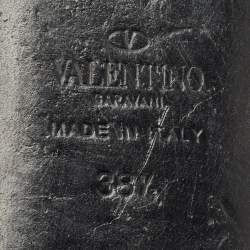 VALENTINO
GARAVANI
MADE IN ITALY
38½